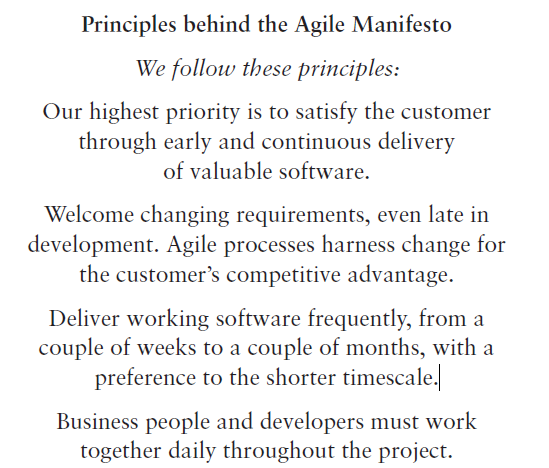 Principles behind the Agile Manifesto
We follow these principles:
Our highest priority is to satisfy the customer
through early and continuous delivery
of valuable software.
Welcome changing requirements, even late in
development. Agile processes harness change for
the customer’s competitive advantage.
Deliver working software frequently, from a
couple of weeks to a couple of months, with a
preference to the shorter timescale.
Business people and developers must work
together daily throughout the project.